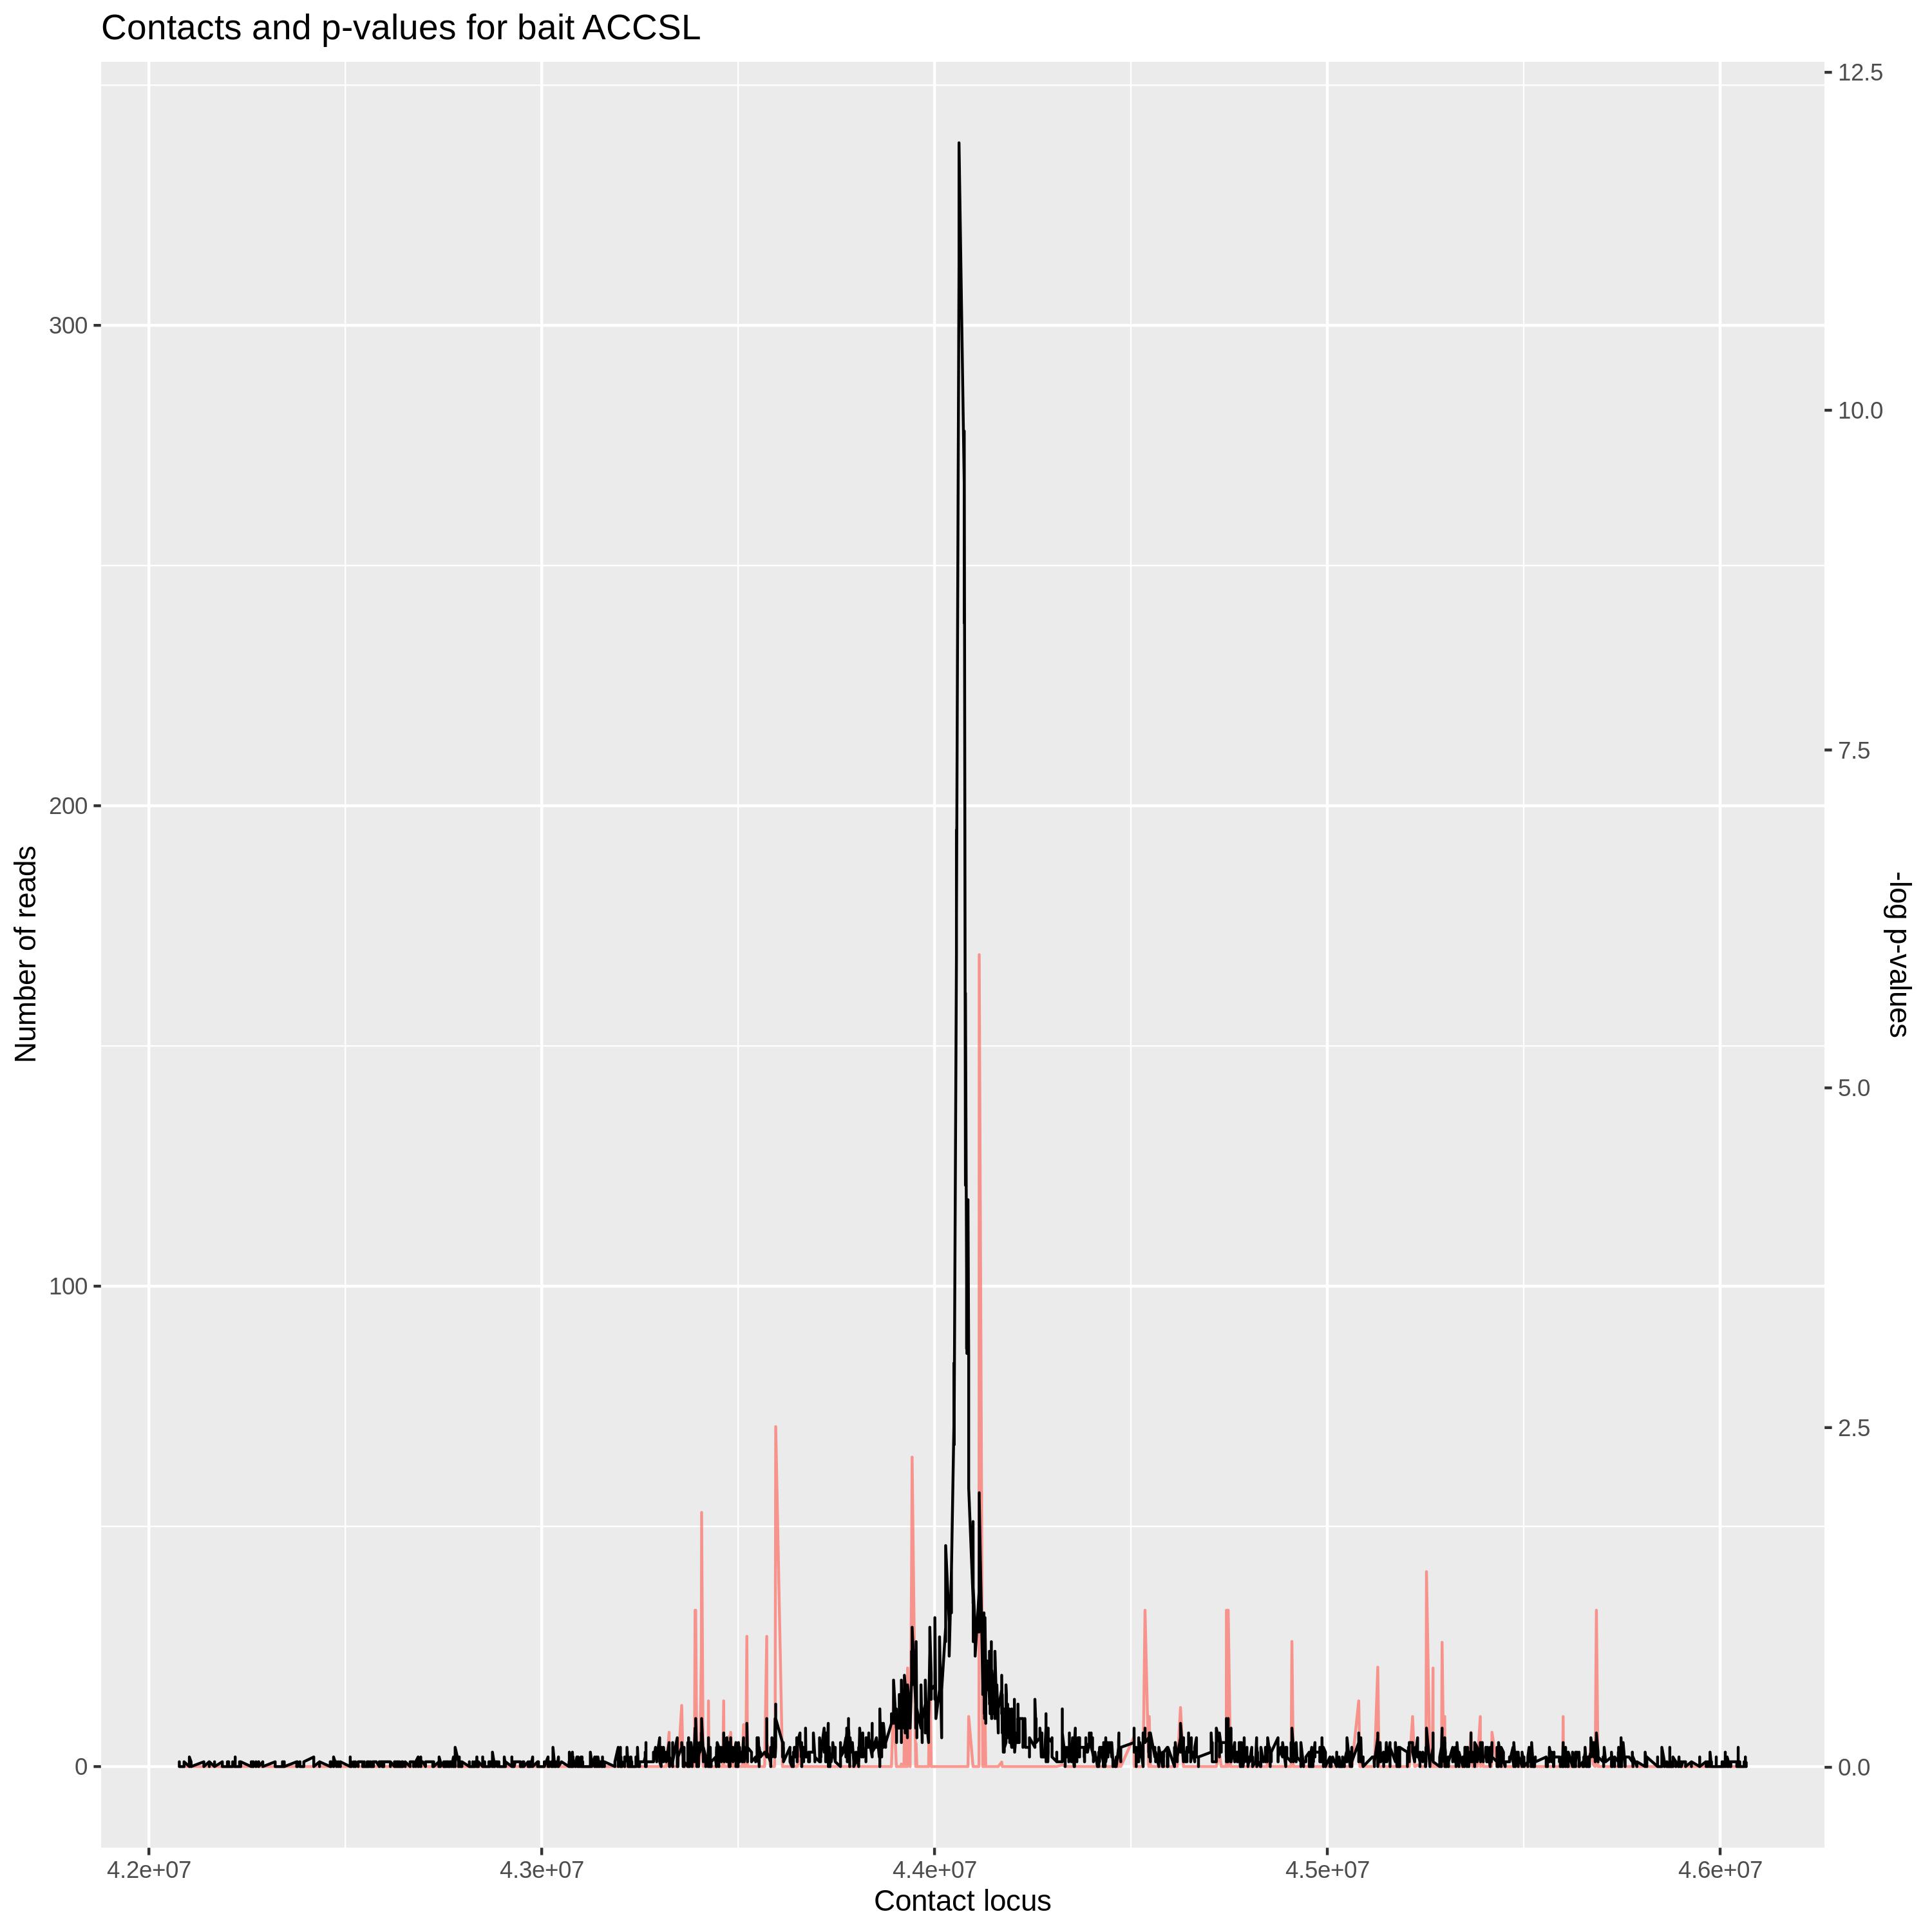 Contacts and p-values for bait ACCSL
12.5
300
10.0
200
7.5
100
5.0
2.5
0
0.0
Number of reads
-log p-values
4.2e+07 4.3e+07 4.4e+07 4.5e+07 4.6e+07
Contact locus